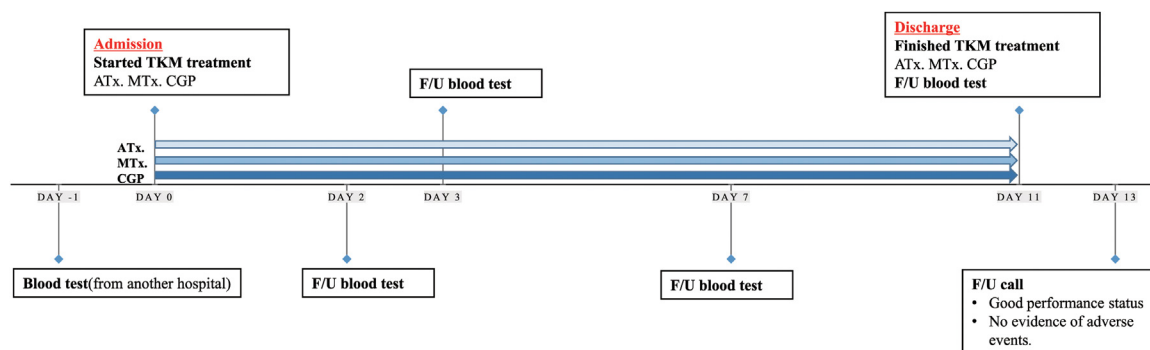 Admission
Started TKM treatment
ATx. MTx. CGP
F/U blood test
Discharge
Finished TKM treatment
ATx. MTx. CGP
F/U blood test
ATx.
MTx.
CGP
DAY -1
DAY 0
DAY 2
DAY 3
DAY 7
DAY 11
DAY 13
Blood test(from another hospital)
F/U blood test
F/U blood test
F/U call
• Good performance status
• No evidence of adverse
events.